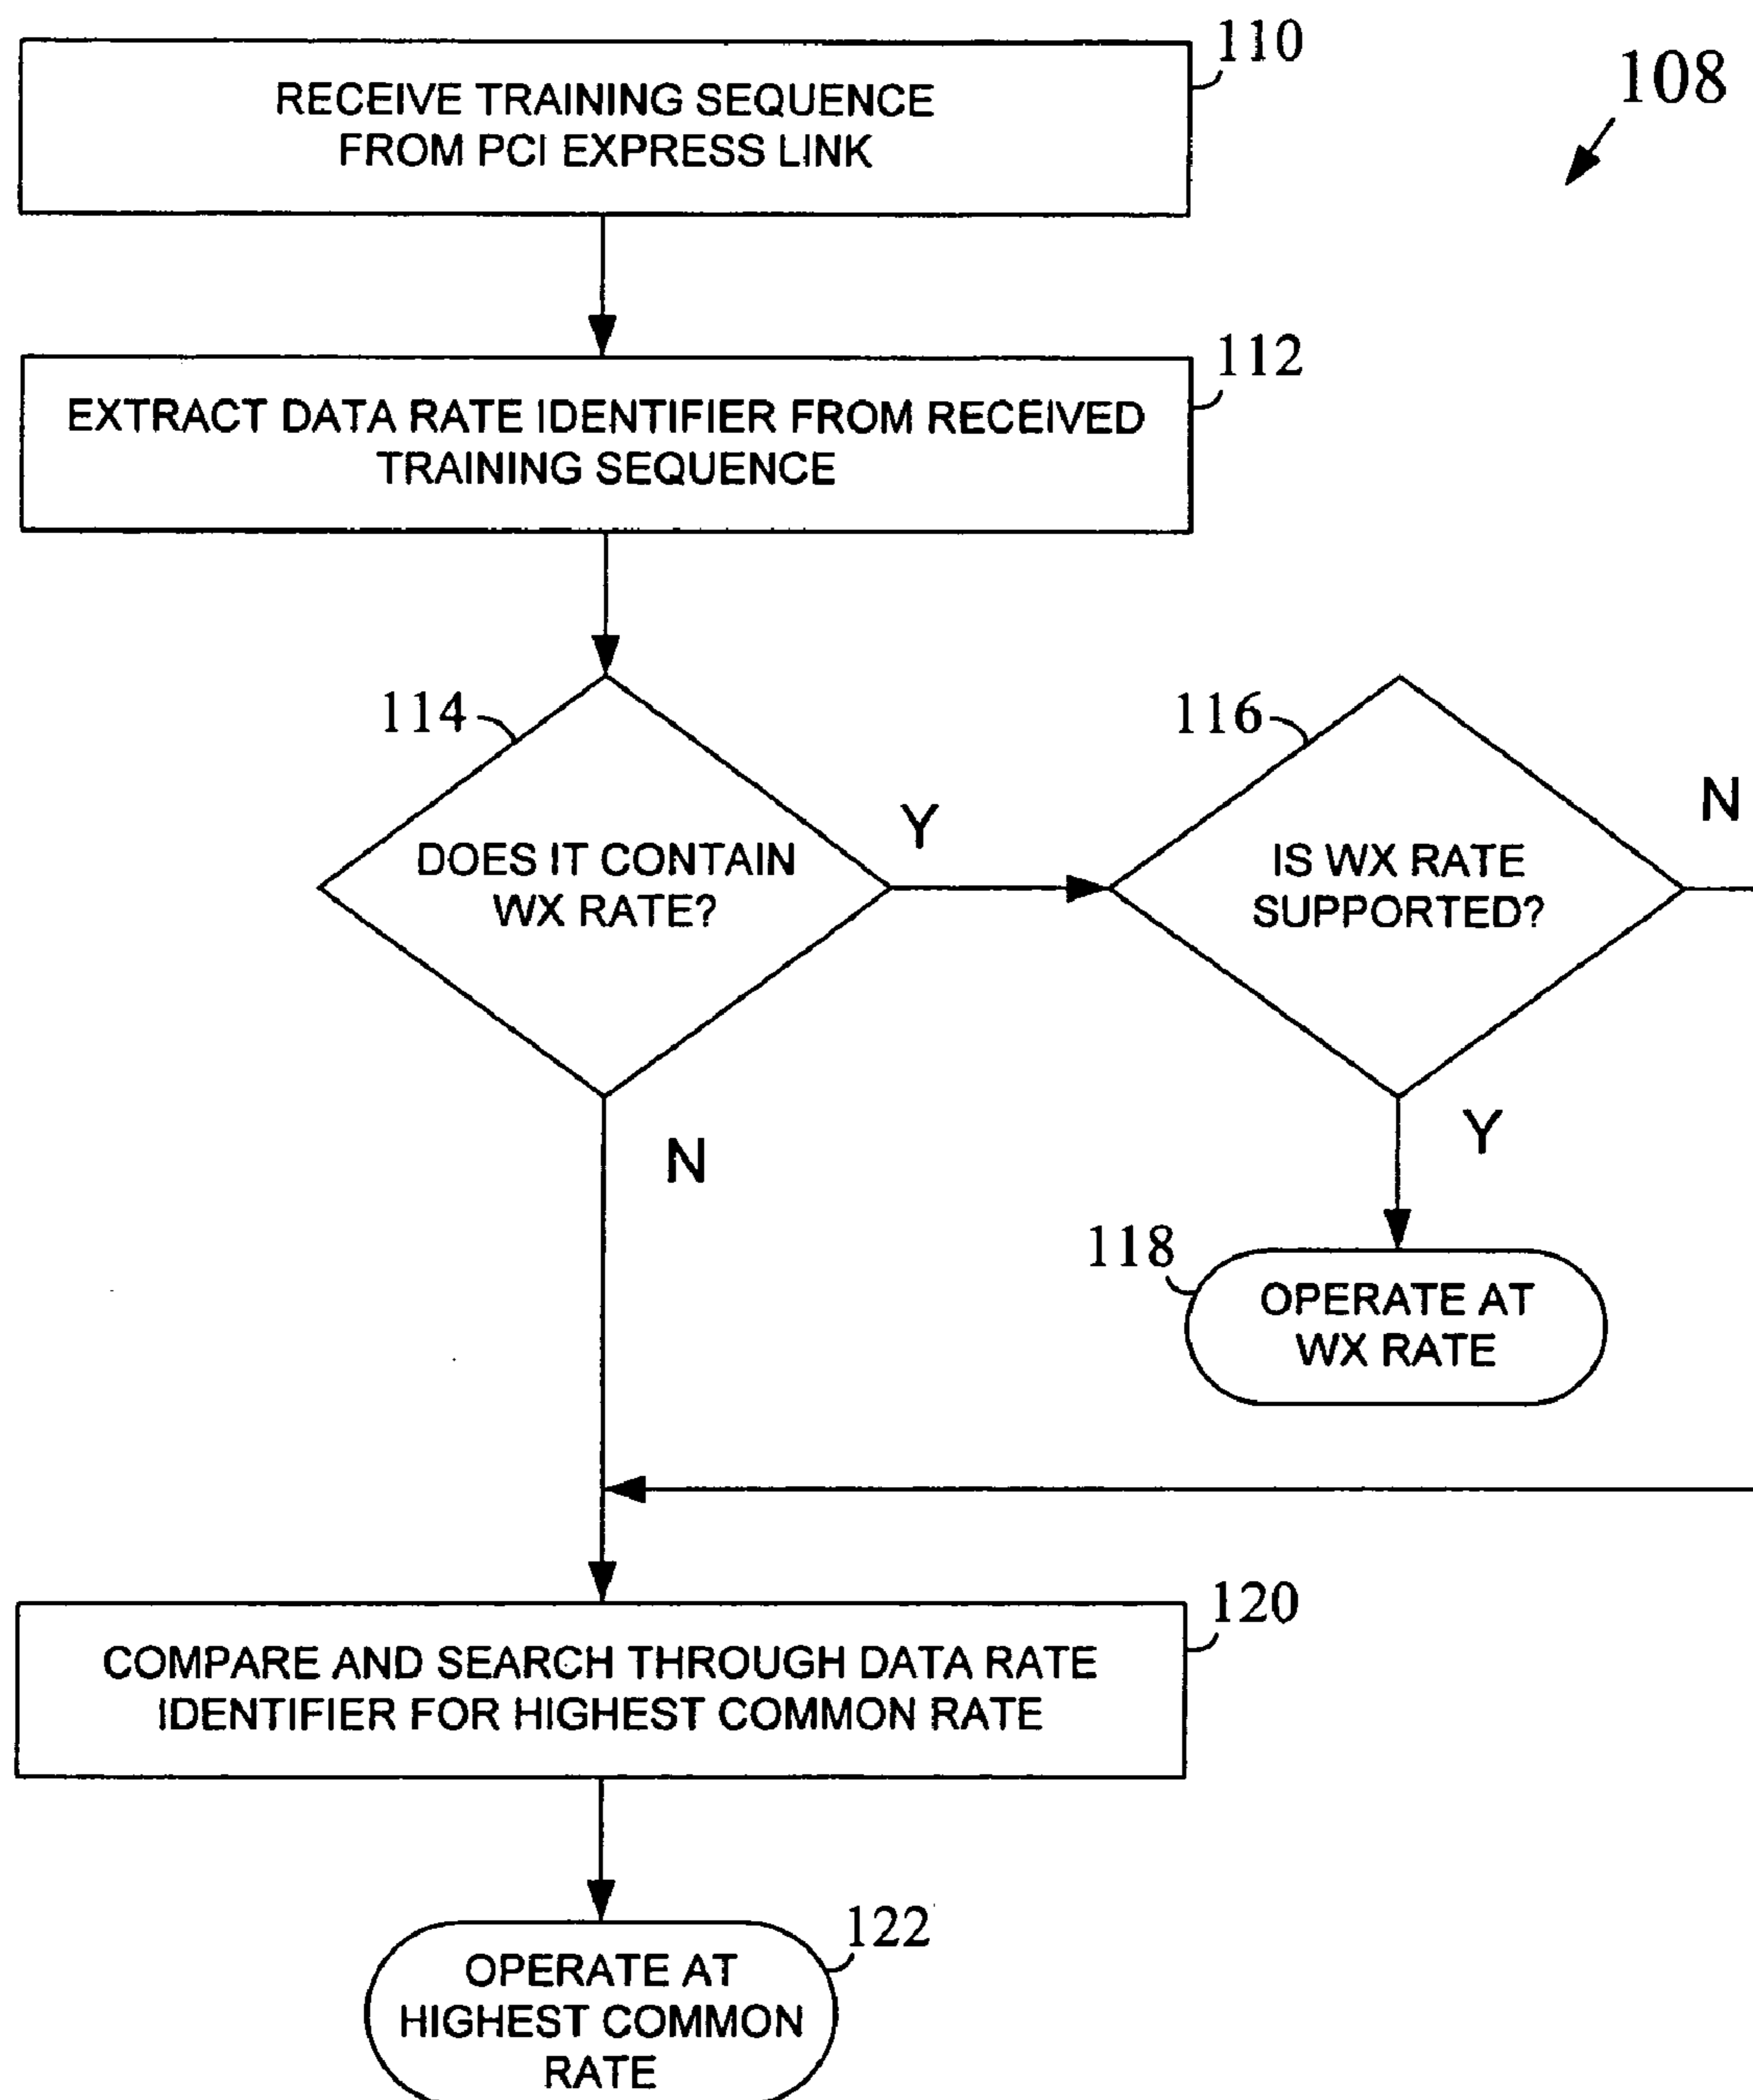 110
108
RECEIVE TRAINING SEQUENCE
FROM PCI EXPRESS LINK
112
EXTRACT DATA RATE IDENTIFIER FROM RECEIVED
TRAINING SEQUENCE
114
116
Y
N
DOES IT CONTAIN
WX RATE?
IS WX RATE
SUPPORTED?
N
Y
118
OPERATE AT
WX RATE
120
COMPARE AND SEARCH THROUGH DATA RATE
IDENTIFIER FOR HIGHEST COMMON RATE
122
OPERATE AT
HIGHEST COMMON
RATE